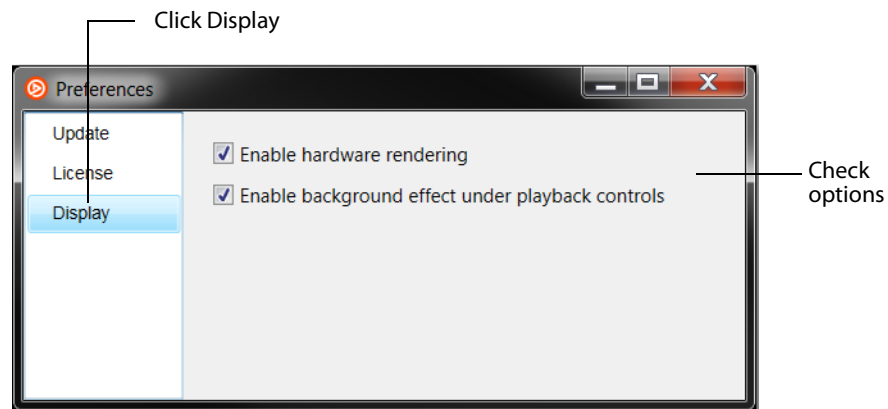 Click Display
Preferences
Update
License
Display
Enable hardware rendering
Enable background effect under playback controls
Check
options